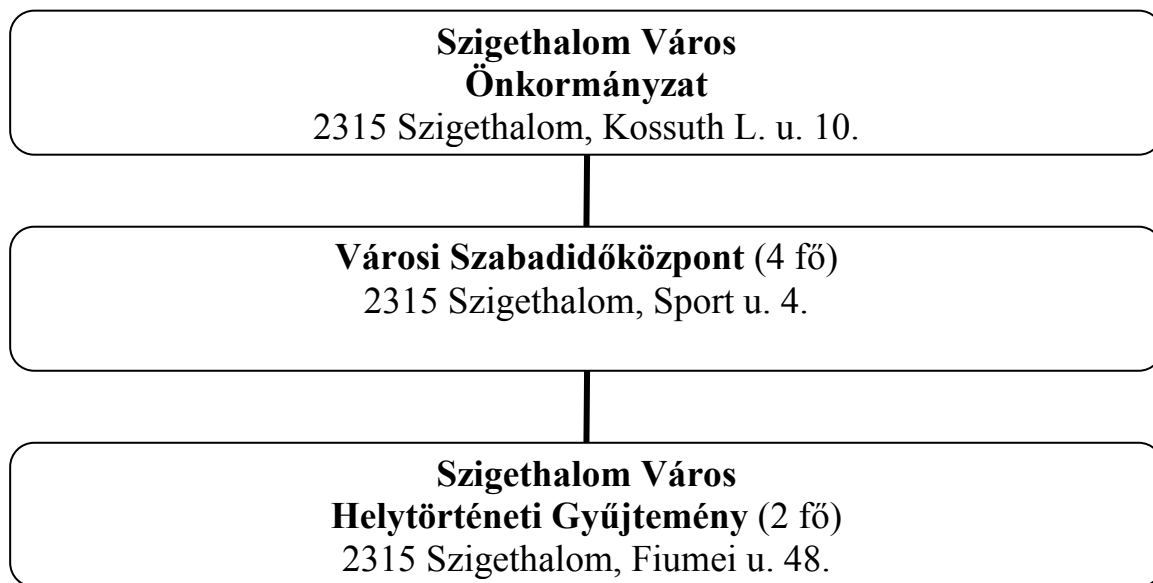 Szigethalom Város
Önkormányzat
2315 Szigethalom, Kossuth L. u. 10.
Városi Szabadidőközpont (4 fő)
2315 Szigethalom, Sport u. 4.
Szigethalom Város
Helytörténeti Gyűjtemény (2 fő)
2315 Szigethalom, Fiumei u. 48.